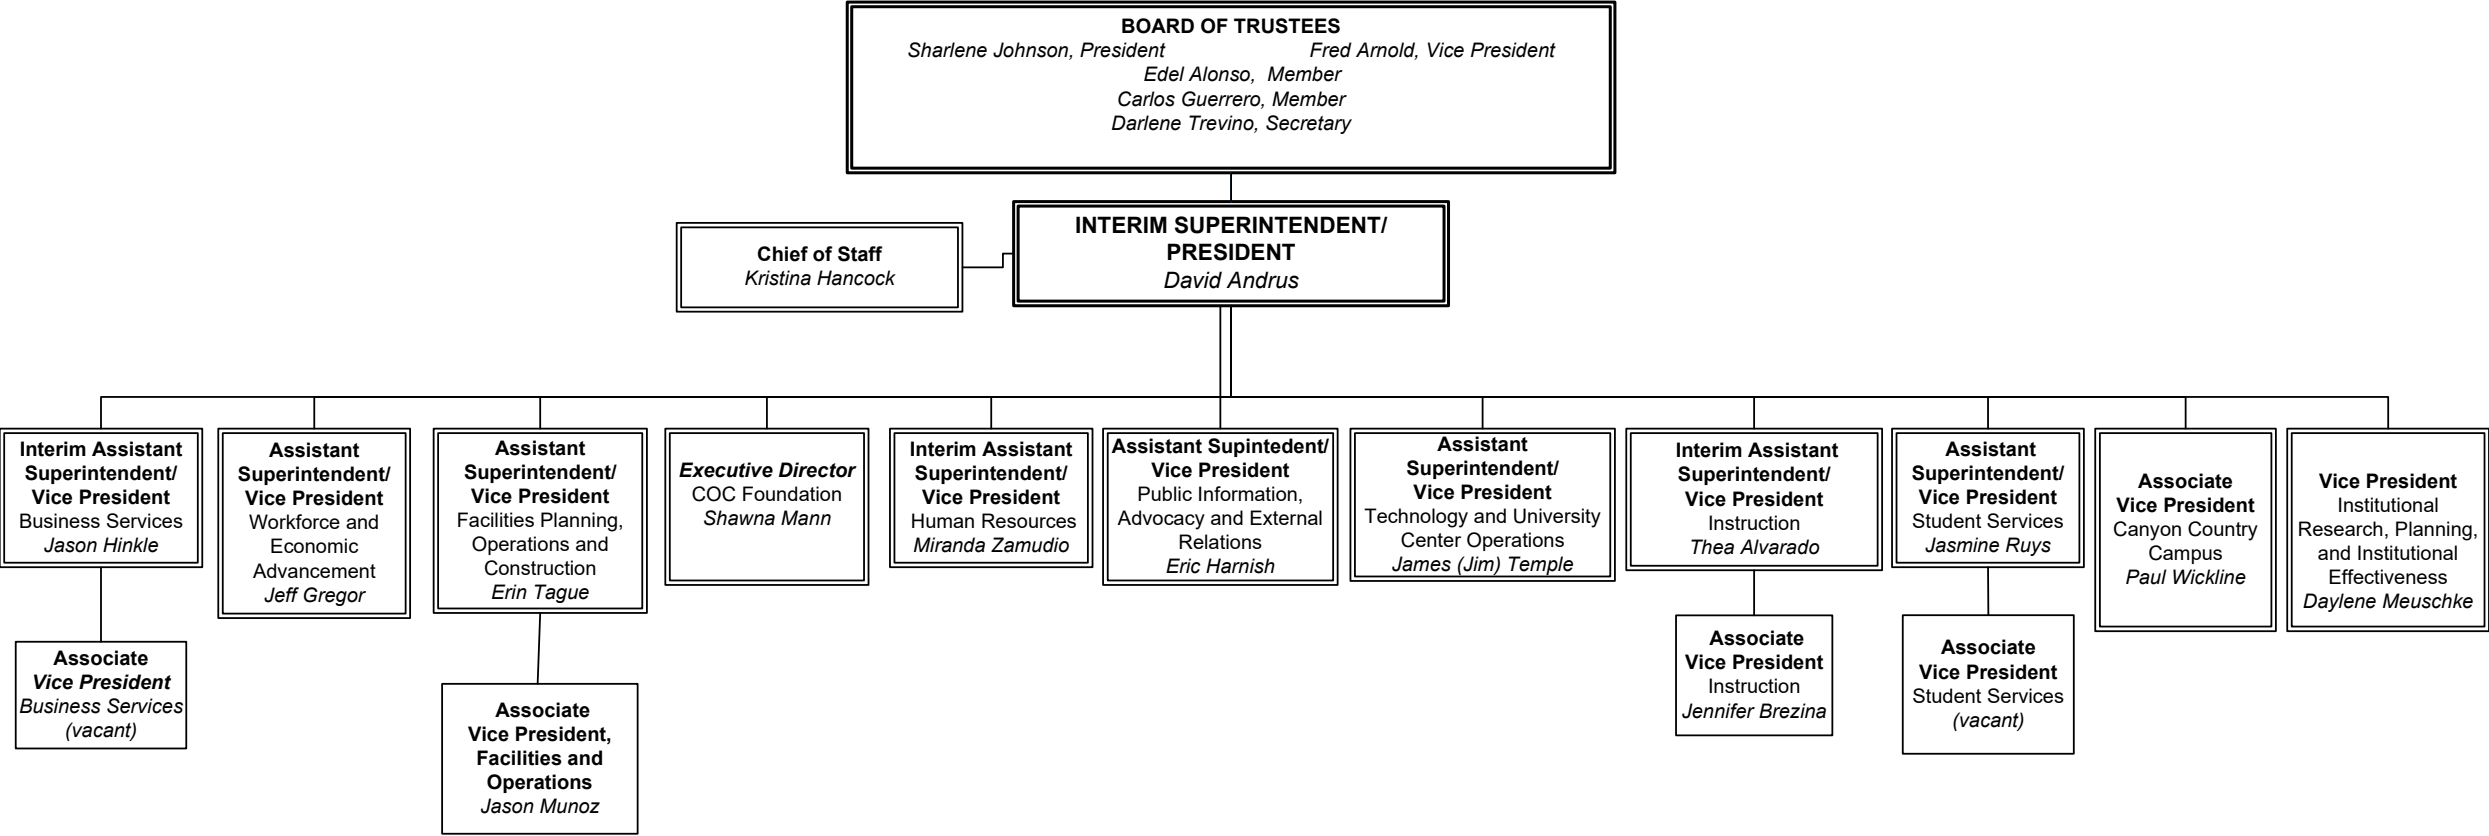 BOARD OF TRUSTEES
Sharlene Johnson, President Fred Arnold, Vice President
Edel Alonso, Member
Carlos Guerrero, Member
Darlene Trevino, Secretary
INTERIM SUPERINTENDENT/
PRESIDENT
David Andrus
Chief of Staff
Kristina Hancock
Interim Assistant
Superintendent/
Vice President
Business Services
Jason Hinkle
Assistant
Superintendent/
Vice President
Workforce and
Economic
Advancement
Jeff Gregor
Assistant
Superintendent/
Vice President
Facilities Planning,
Operations and
Construction
Erin Tague
Executive Director
COC Foundation
Shawna Mann
Interim Assistant
Superintendent/
Vice President
Human Resources
Miranda Zamudio
Assistant Supintedent/
Vice President
Public Information,
Advocacy and External
Relations
Eric Harnish
Assistant
Superintendent/
Vice President
Technology and University
Center Operations
James (Jim) Temple
Interim Assistant
Superintendent/
Vice President
Instruction
Thea Alvarado
Assistant
Superintendent/
Vice President
Student Services
Jasmine Ruys
Associate
Vice President
Canyon Country
Campus
Paul Wickline
Vice President
Institutional
Research, Planning,
and Institutional
Effectiveness
Daylene Meuschke
Associate
Vice President
Business Services
(vacant)
Associate
Vice President,
Facilities and
Operations
Jason Munoz
Associate
Vice President
Instruction
Jennifer Brezina
Associate
Vice President
Student Services
(vacant)